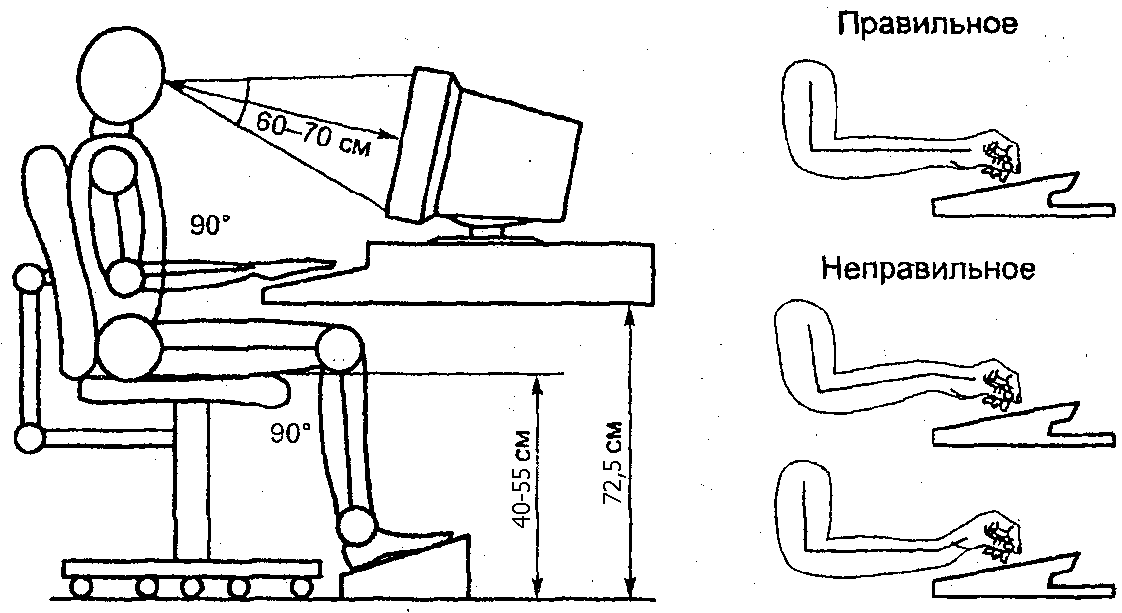 60–70 см
90°
90°
40-55 см
72,5 см
Правильное
Неправильное